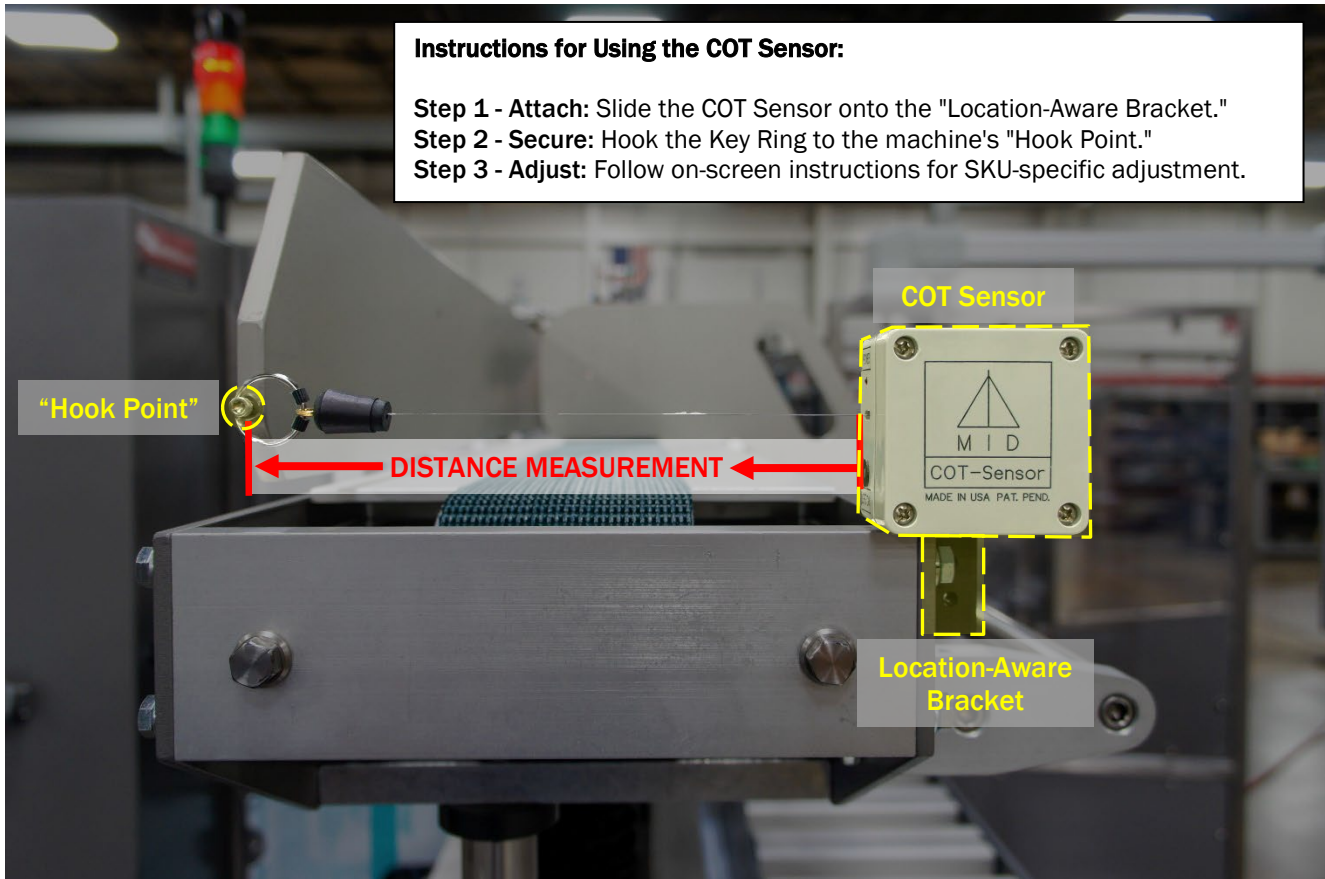 Instructions for Using the COT Sensor:
Step 1 - Attach: Slide the COT Sensor onto the "Location-Aware Bracket."
Step 2 - Secure: Hook the Key Ring to the machine's "Hook Point."
Step 3 - Adjust: Follow on-screen instructions for SKU-specific adjustment.
COT Sensor
“Hook Point”
DISTANCE MEASUREMENT
M I D
COT-Sensor
MADE IN USA PAT. PEND.
Location-Aware
Bracket